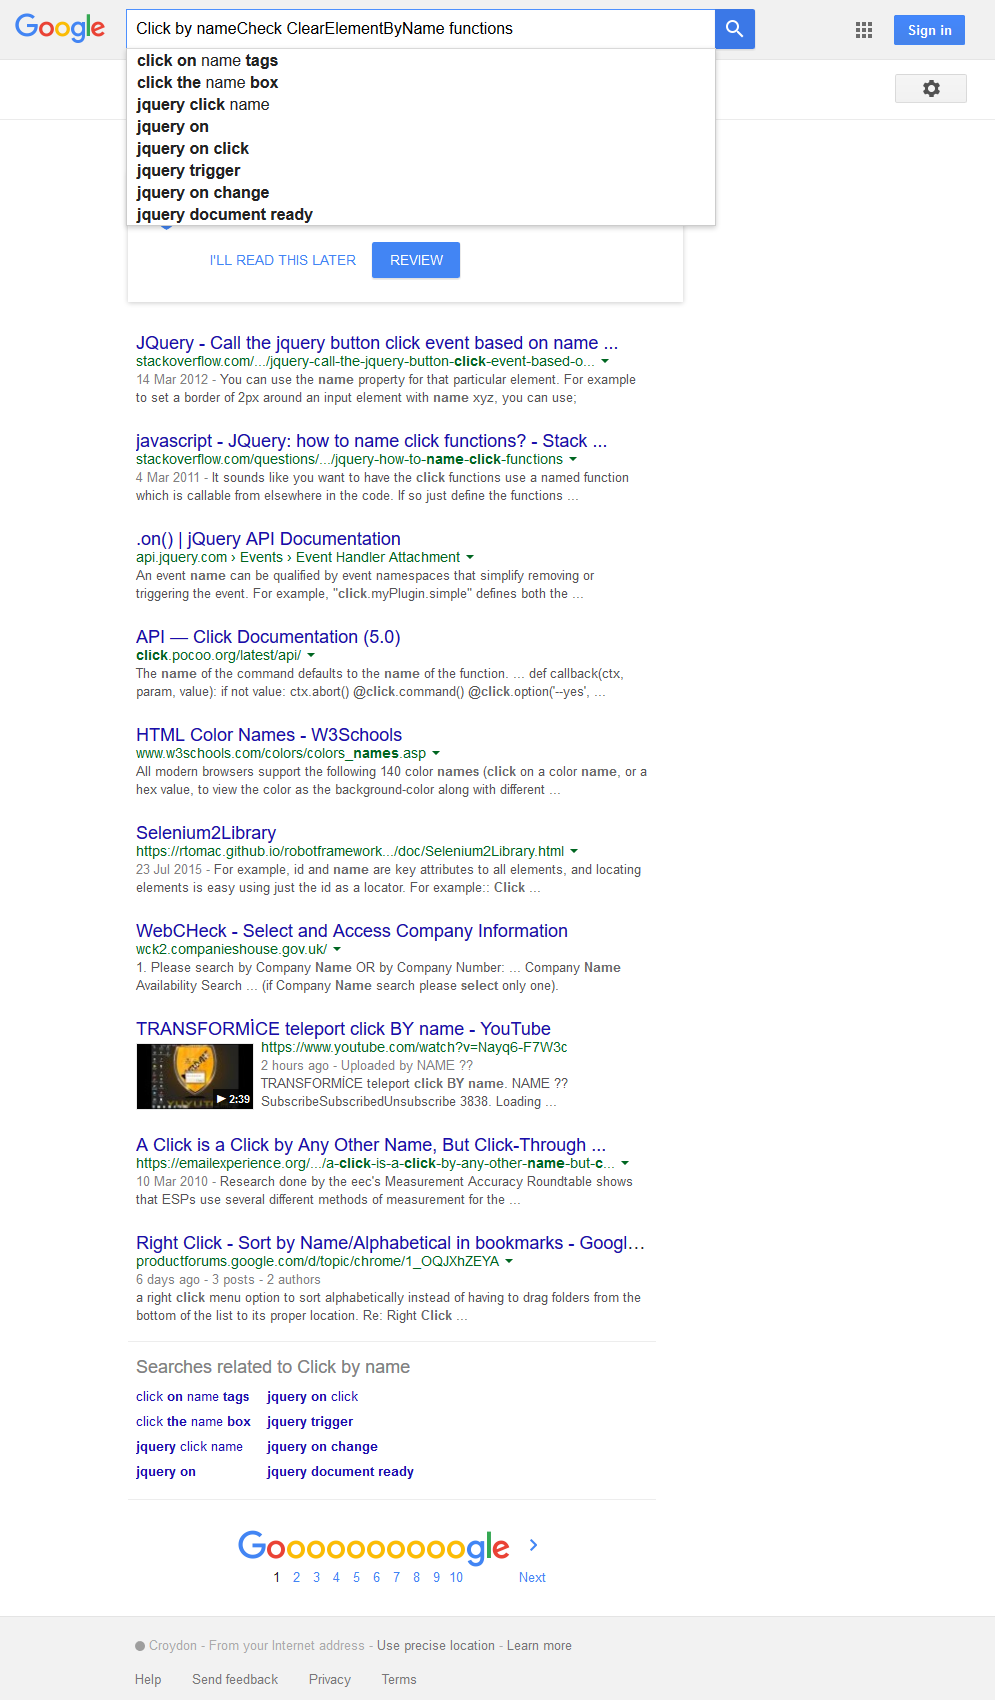 Google
Click by nameCheck ClearElementByName functions
Sign in
click on name tags
click the name box
jquery click name
jquery on
jquery on click
jquery trigger
jquery on change
jquery document ready
I'LL READ THIS LATER
REVIEW
JQuery - Call the jquery button click event based on name ...
stackoverflow.com/.../jquery-call-the-jquery-button-click-event-based-o...
14 Mar 2012 - You can use the name property for that particular element. For example
to set a border of 2px around an input element with name xyz, you can use;
javascript - JQuery: how to name click functions? - Stack ...
stackoverflow.com/questions/.../jquery-how-to-name-click-functions
4 Mar 2011 - It sounds like you want to have the click functions use a named function
which is callable from elsewhere in the code. If so just define the functions ...
.on() | jQuery API Documentation
api.jquery.com › Events › Event Handler Attachment
An event name can be qualified by event namespaces that simplify removing or
triggering the event. For example, "click.myPlugin.simple" defines both the ...
API — Click Documentation (5.0)
click.pocoo.org/latest/api/
The name of the command defaults to the name of the function. ... def callback(ctx,
param, value): if not value: ctx.abort() @click.command() @click.option('--yes', ...
HTML Color Names - W3Schools
www.w3schools.com/colors/colors_names.asp
All modern browsers support the following 140 color names (click on a color name, or a
hex value, to view the color as the background-color along with different ...
Selenium2Library
https://rtomac.github.io/robotframework.../doc/Selenium2Library.html
23 Jul 2015 - For example, id and name are key attributes to all elements, and locating
elements is easy using just the id as a locator. For example:: Click ...
WebCHeck - Select and Access Company Information
wck2.companieshouse.gov.uk/
1. Please search by Company Name OR by Company Number: ... Company Name
Availability Search ... (if Company Name search please select only one).
TRANSFORMİCE teleport click BY name - YouTube
https://www.youtube.com/watch?v=Nayq6-F7W3c
2 hours ago - Uploaded by NAME ??
TRANSFORMİCE teleport click BY name. NAME ??
SubscribeSubscribedUnsubscribe 3838. Loading ...
2:39
A Click is a Click by Any Other Name, But Click-Through ...
https://emailexperience.org/.../a-click-is-a-click-by-any-other-name-but-c...
10 Mar 2010 - Research done by the eec's Measurement Accuracy Roundtable shows
that ESPs use several different methods of measurement for the ...
Right Click - Sort by Name/Alphabetical in bookmarks - Googl...
productforums.google.com/d/topic/chrome/1_OQJXhZEYA
6 days ago - 3 posts - 2 authors
a right click menu option to sort alphabetically instead of having to drag folders from the
bottom of the list to its proper location. Re: Right Click ...
Searches related to Click by name
click on name tags jquery on click
click the name box jquery trigger
jquery click name jquery on change
jquery on jquery document ready
Goooooooooogle
1 2 3 4 5 6 7 8 9 10 Next
Croydon - From your Internet address - Use precise location - Learn more
Help Send feedback Privacy Terms